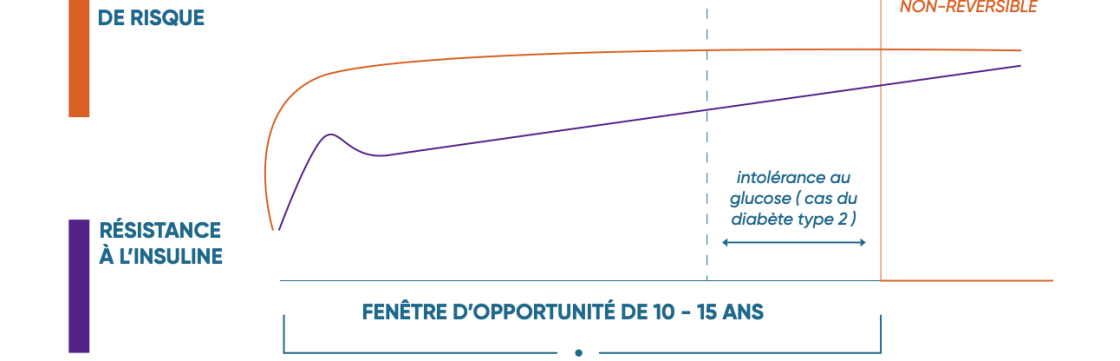 DE RISQUE
NON-RÉVERSIBLE
intolérance au
glucose ( cas du
diabète type 2 )
RÉSISTANCE
À L'INSULINE
FENÊTRE D'OPPORTUNITÉ DE 10 - 15 ANS